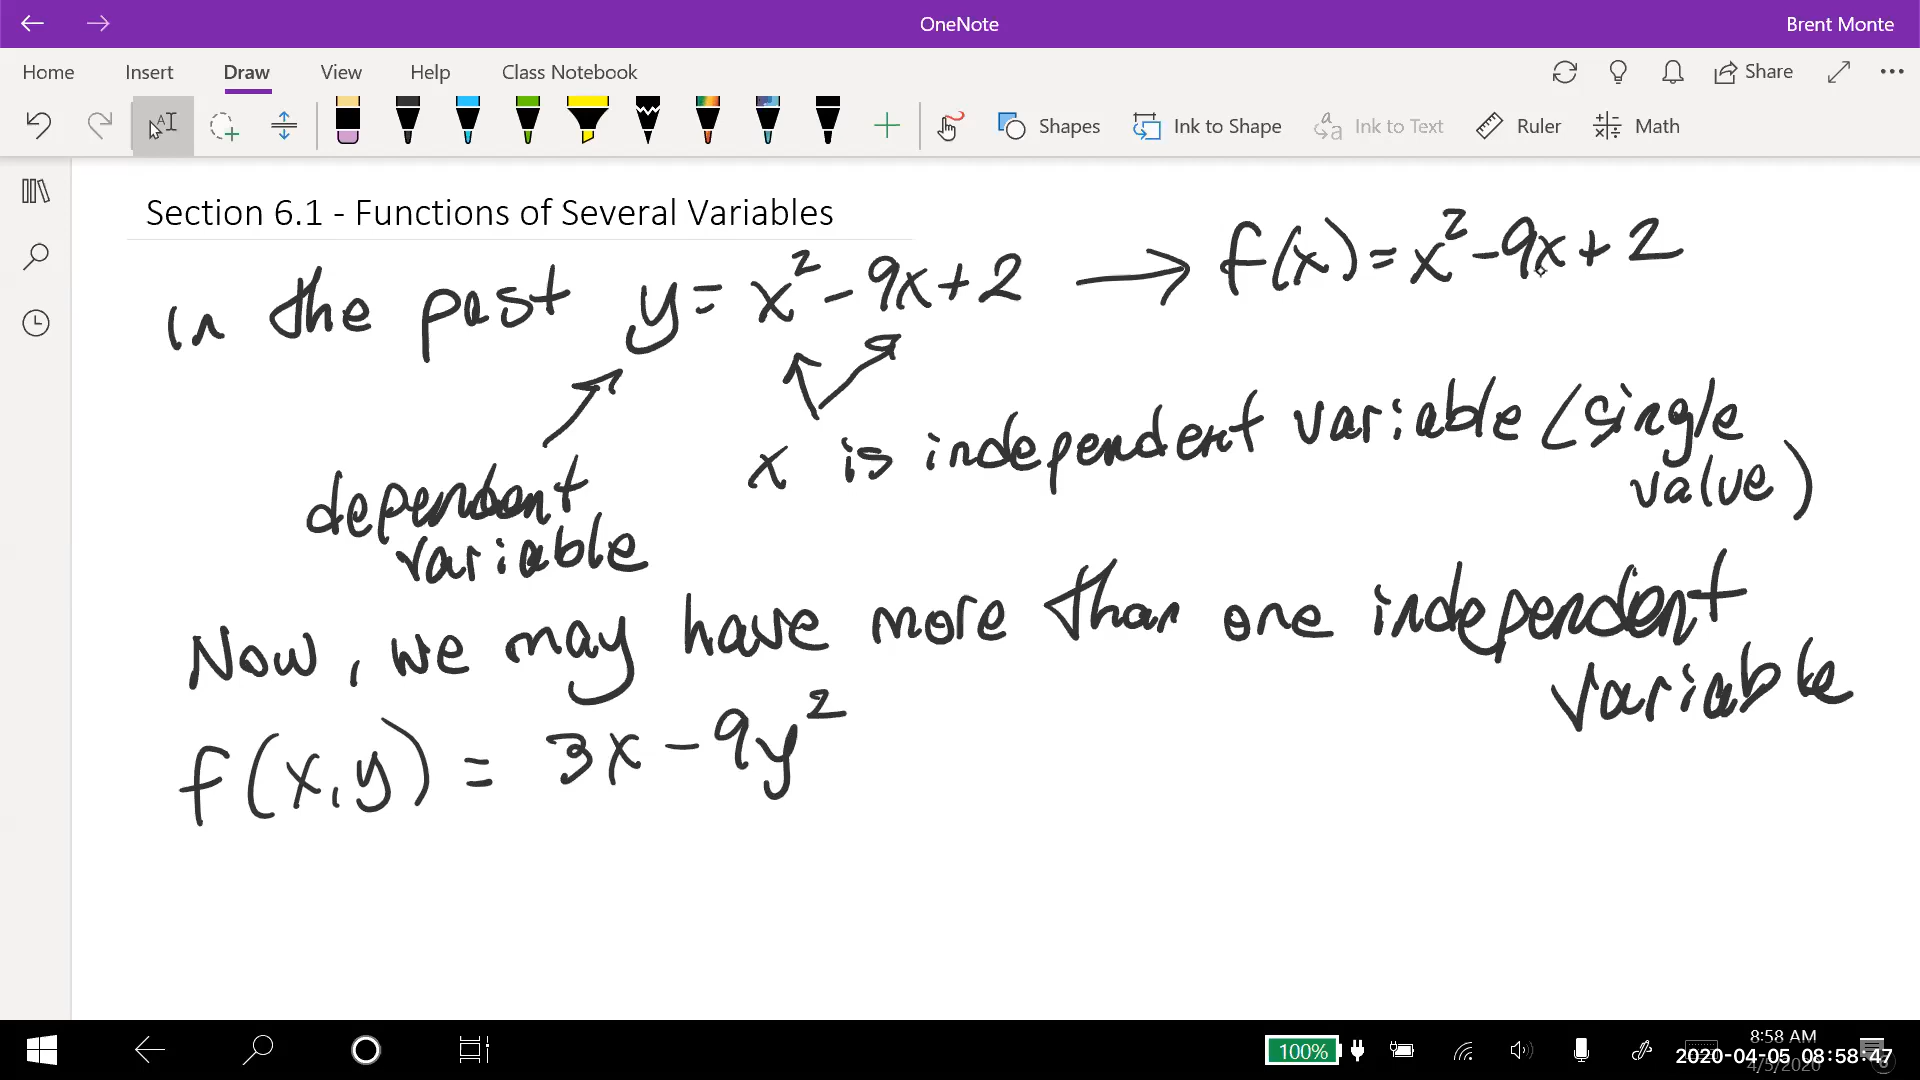 OneNote
Brent Monte
Home Insert Draw View Help Class Notebook Share
Shapes Ink to Shape Ink to Text Ruler Math
Section 6.1 - Functions of Several Variables
in the past y = x² - 9x + 2 → f(x) = x² - 9x + 2
x is independent variable (single value)
dependent
variable
Now, we may have more than one independent
variable
f(x,y) = 3x - 9y²
100%
8:58 AM
2020-04-05 08:58:47
4/5/2020